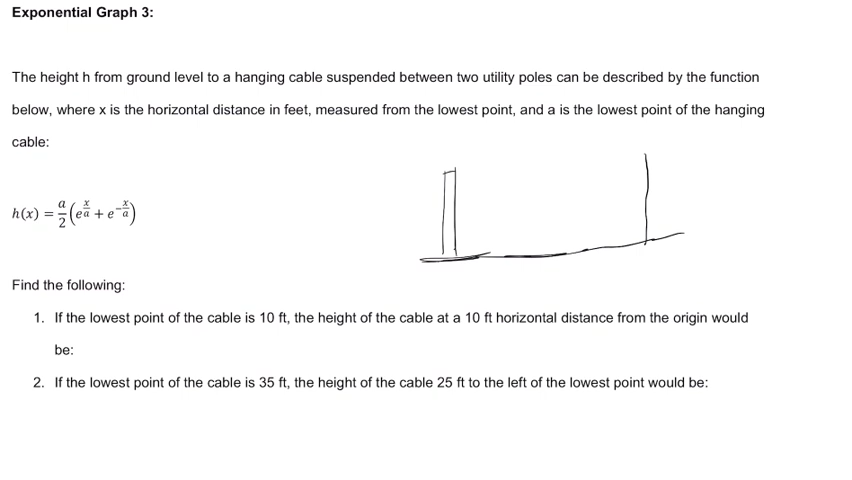 Exponential Graph 3:
The height h from ground level to a hanging cable suspended between two utility poles can be described by the function
below, where x is the horizontal distance in feet, measured from the lowest point, and a is the lowest point of the hanging
cable:
h(x) = a/2 (e^(x/a) + e^(-x/a))
Find the following:
1. If the lowest point of the cable is 10 ft, the height of the cable at a 10 ft horizontal distance from the origin would
be:
2. If the lowest point of the cable is 35 ft, the height of the cable 25 ft to the left of the lowest point would be: